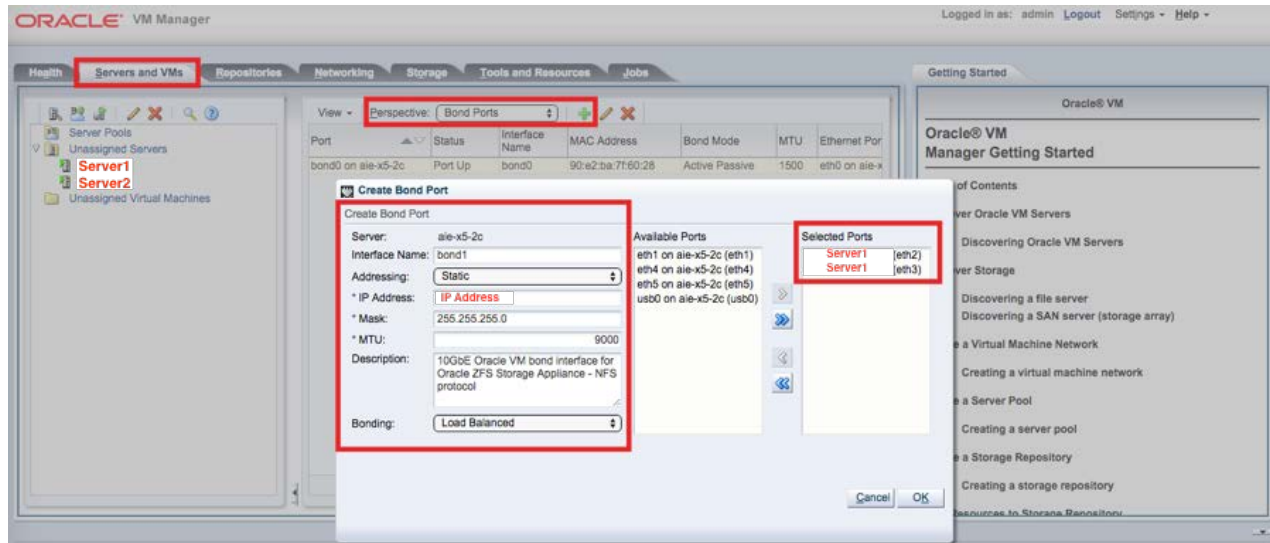 ORACLE VM Manager
Logged in as: admin Logout Settings Help
Health Servers and VMs Repositories Networking Storage Tools and Resources Jobs
Getting Started
View Perspective: Bond Ports
Server Pools
Unassigned Servers
Server1
Server2
Unassigned Virtual Machines
Port Status Interface Name MAC Address Bond Mode MTU Ethernet Por
bond0 on aie-x5-2c Port Up bond0 90:e2:ba:7f:60:28 Active Passive 1500 eth0 on aie-x
Create Bond Port
Create Bond Port
Server: aie-x5-2c
Interface Name: bond1
Addressing: Static
* IP Address: IP Address
* Mask: 255.255.255.0
* MTU: 9000
Description: 10GbE Oracle VM bond interface for
Oracle ZFS Storage Appliance - NFS
protocol
Bonding: Load Balanced
Available Ports
eth1 on aie-x5-2c (eth1)
eth4 on aie-x5-2c (eth4)
eth5 on aie-x5-2c (eth5)
usb0 on aie-x5-2c (usb0)
Selected Ports
Server1 (eth2)
Server1 (eth3)
Cancel OK
Oracle® VM
Oracle® VM
Manager Getting Started
of Contents
ver Oracle VM Servers
Discovering Oracle VM Servers
ver Storage
Discovering a file server
Discovering a SAN server (storage array)
e a Virtual Machine Network
Creating a virtual machine network
e a Server Pool
Creating a server pool
e a Storage Repository
Creating a storage repository
Resources to Storage Repository